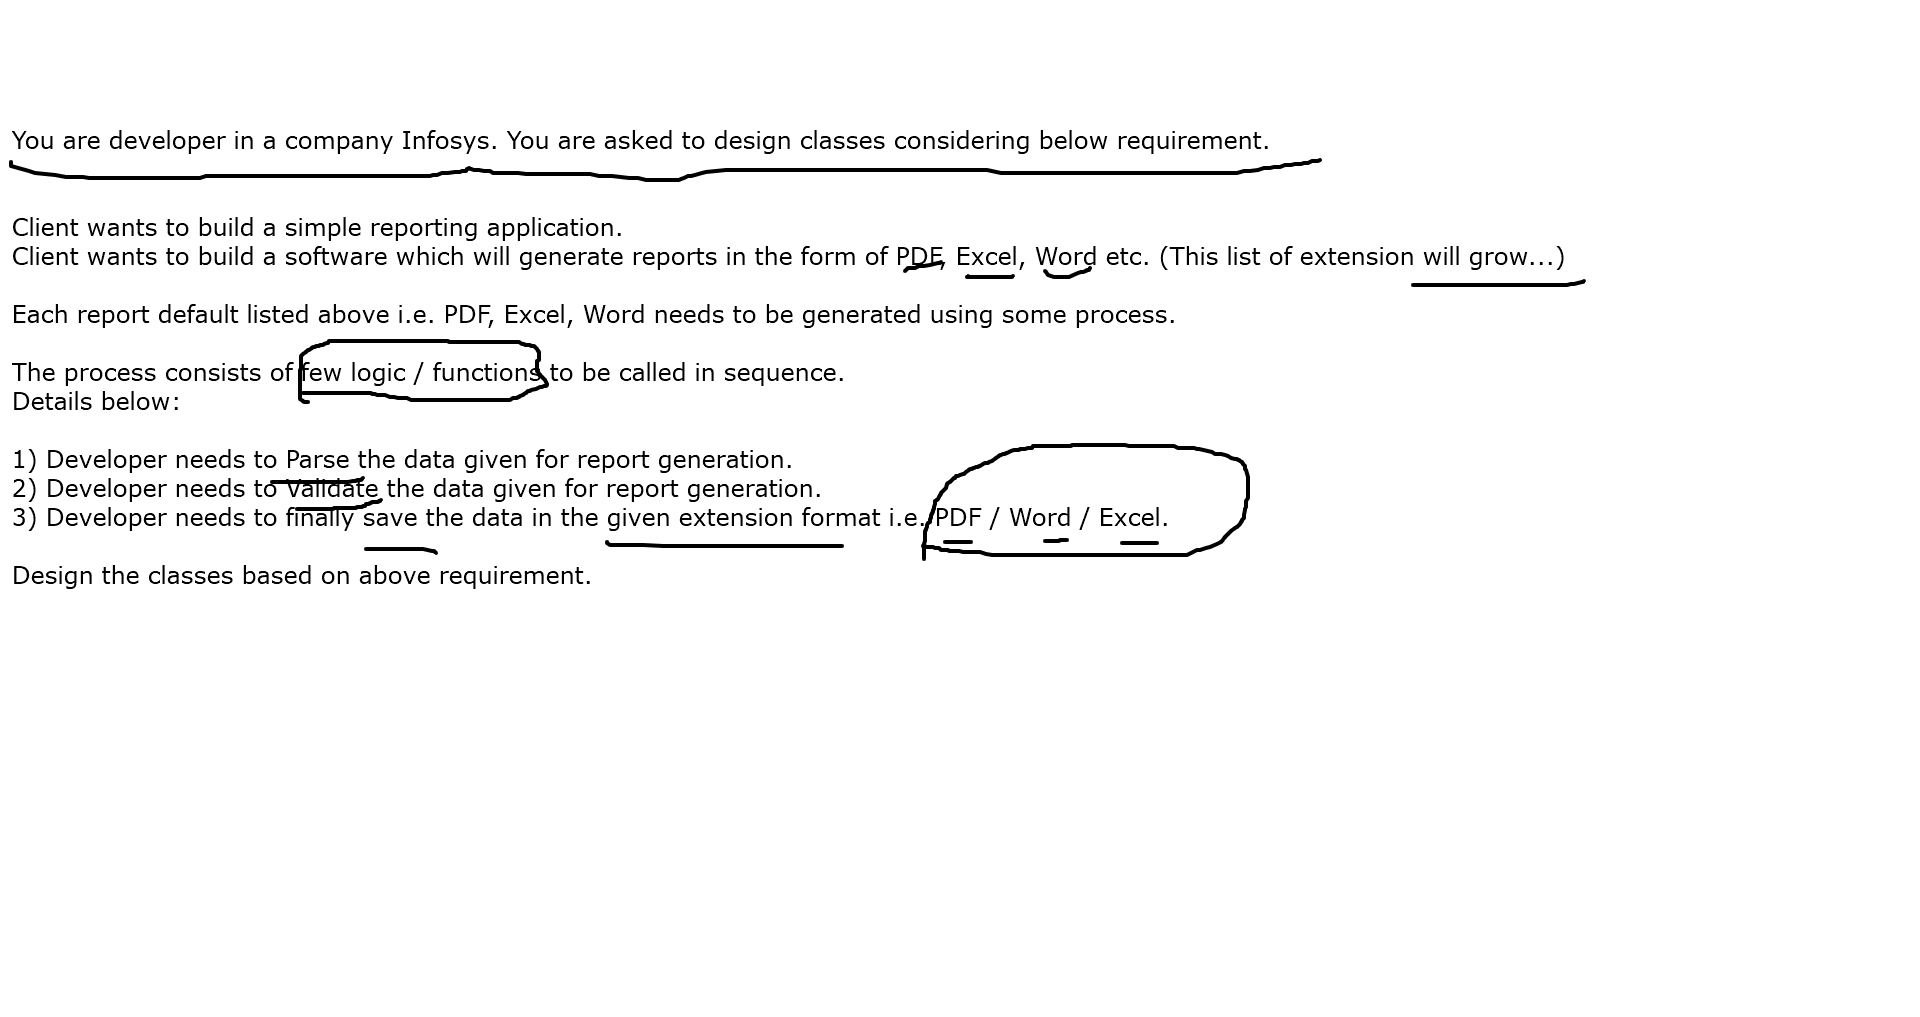 You are developer in a company Infosys. You are asked to design classes considering below requirement.
Client wants to build a simple reporting application.
Client wants to build a software which will generate reports in the form of PDF, Excel, Word etc. (This list of extension will grow...)
Each report default listed above i.e. PDF, Excel, Word needs to be generated using some process.
The process consists of few logic / functions to be called in sequence.
Details below:
1) Developer needs to Parse the data given for report generation.
2) Developer needs to Validate the data given for report generation.
3) Developer needs to finally save the data in the given extension format i.e. PDF / Word / Excel.
Design the classes based on above requirement.